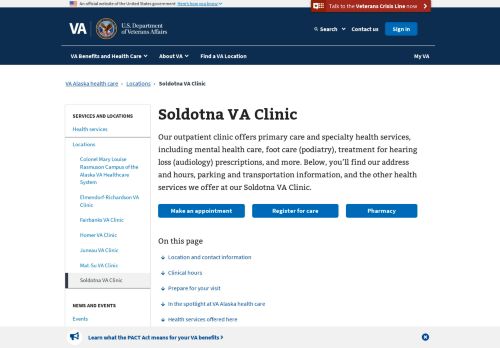 An official website of the United States government Here's how you know
Talk to the Veterans Crisis Line now
VA
U.S. Department
of Veterans Affairs
Search
Contact us
Sign in
VA Benefits and Health Care
About VA
Find a VA Location
My VA
VA Alaska health care › Locations › Soldotna VA Clinic
SERVICES AND LOCATIONS
Health services
Locations
Colonel Mary Louise
Rasmuson Campus of the
Alaska VA Healthcare
System
Elmendorf-Richardson VA
Clinic
Fairbanks VA Clinic
Homer VA Clinic
Juneau VA Clinic
Mat-Su VA Clinic
Soldotna VA Clinic
NEWS AND EVENTS
Events
Soldotna VA Clinic
Our outpatient clinic offers primary care and specialty health services,
including mental health care, foot care (podiatry), treatment for hearing
loss (audiology) prescriptions, and more. Below, you'll find our address
and hours, parking and transportation information, and the other health
services we offer at our Soldotna VA Clinic.
Make an appointment
Register for care
Pharmacy
On this page
Location and contact information
Clinical hours
Prepare for your visit
In the spotlight at VA Alaska health care
Health services offered here
Learn what the PACT Act means for your VA benefits